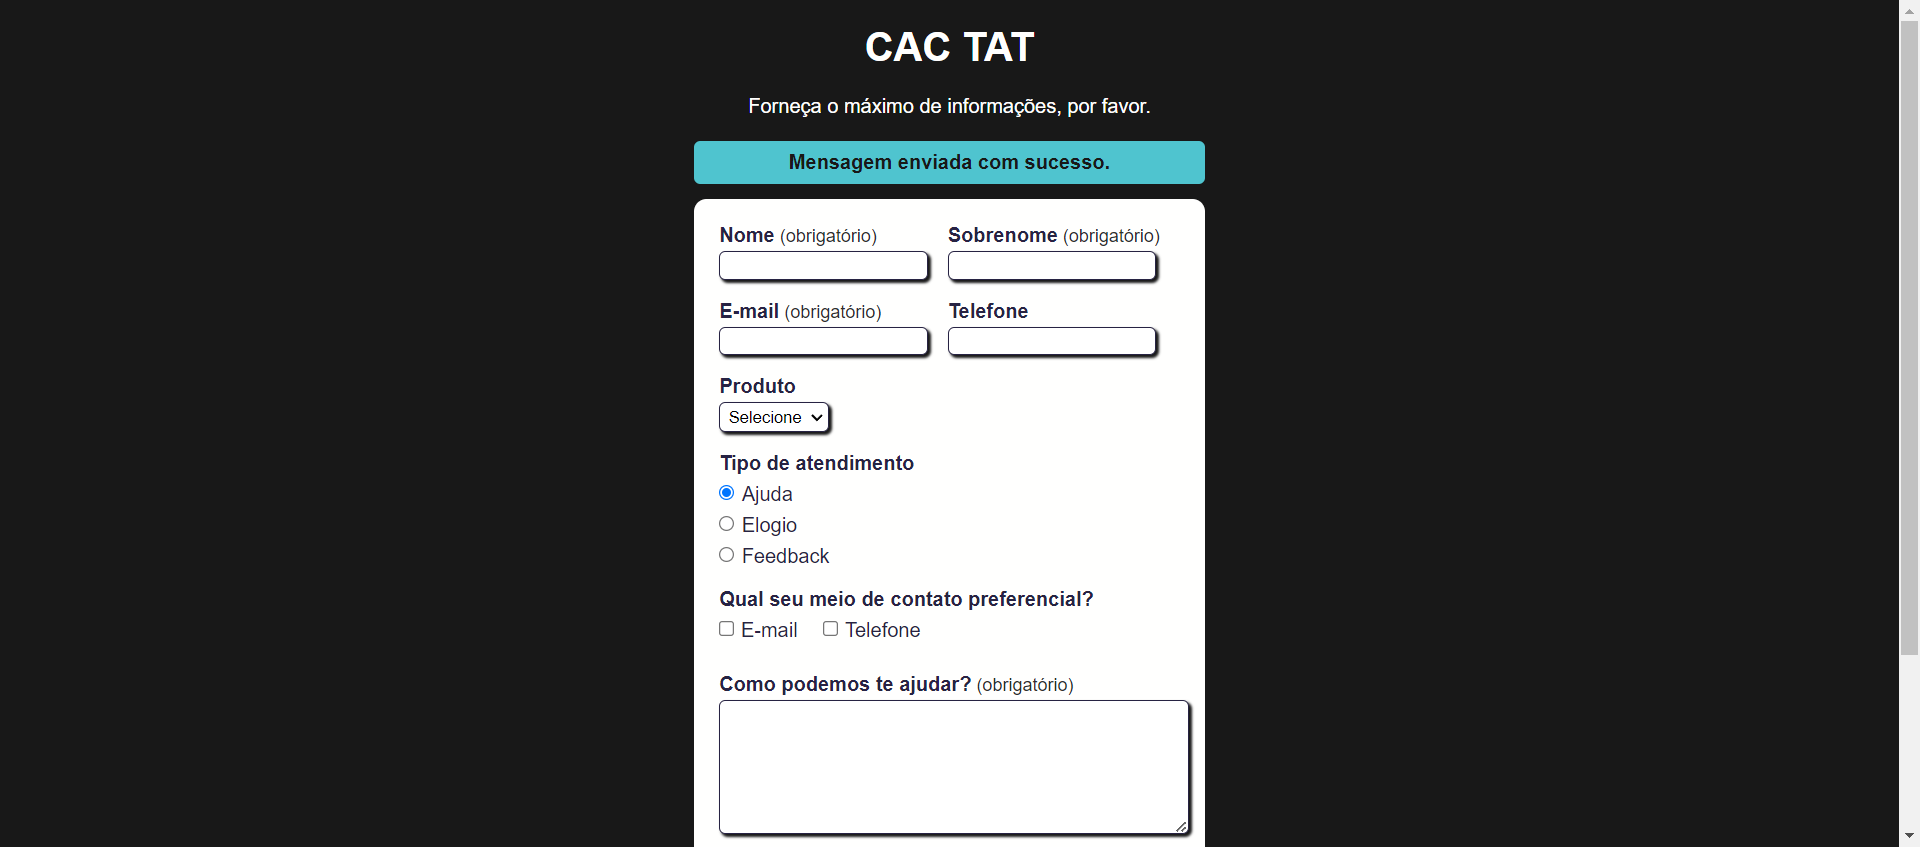 CAC TAT
Forneça o máximo de informações, por favor.
Mensagem enviada com sucesso.
Nome (obrigatório) Sobrenome (obrigatório)
E-mail (obrigatório) Telefone
Produto
Selecione
Tipo de atendimento
Ajuda
Elogio
Feedback
Qual seu meio de contato preferencial?
E-mail Telefone
Como podemos te ajudar? (obrigatório)